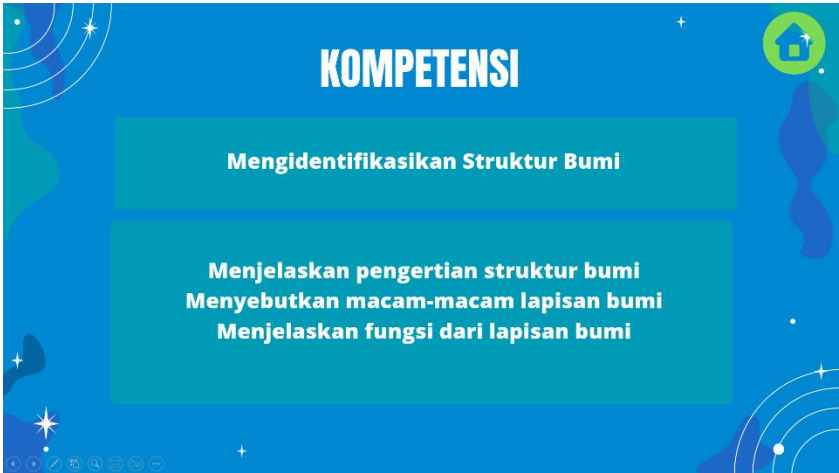 KOMPETENSI
Mengidentifikasikan Struktur Bumi
Menjelaskan pengertian struktur bumi
Menyebutkan macam-macam lapisan bumi
Menjelaskan fungsi dari lapisan bumi